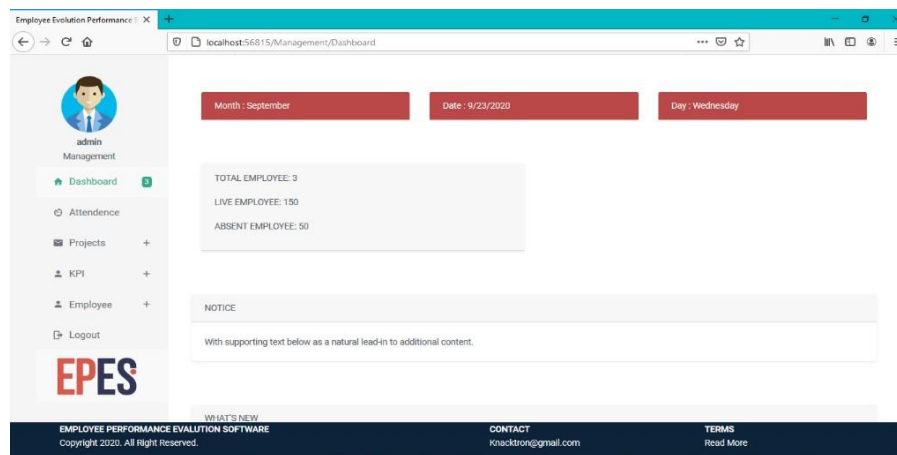 Employee Evolution Performance S
localhost:56815/Management/Dashboard
admin
Management
Dashboard 3
Attendence
Projects +
KPI +
Employee +
Logout
EPES
Month : September
Date : 9/23/2020
Day : Wednesday
TOTAL EMPLOYEE: 3
LIVE EMPLOYEE: 150
ABSENT EMPLOYEE: 50
NOTICE
With supporting text below as a natural lead-in to additional content.
WHAT'S NEW
EMPLOYEE PERFORMANCE EVALUTION SOFTWARE
Copyright 2020. All Right Reserved.
CONTACT
Knacktron@gmail.com
TERMS
Read More